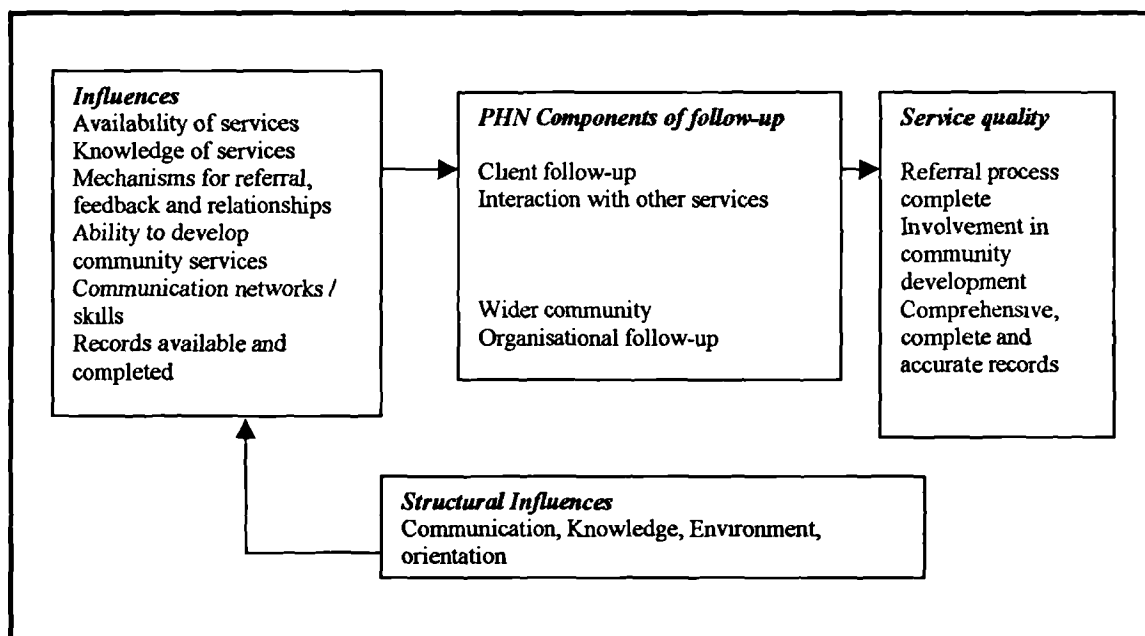 Influences
Availability of services
Knowledge of services
Mechanisms for referral,
feedback and relationships
Ability to develop
community services
Communication networks /
skills
Records available and
completed
PHN Components of follow-up
Client follow-up
Interaction with other services
Wider community
Organisational follow-up
Service quality
Referral process
complete
Involvement in
community
development
Comprehensive,
complete and
accurate records
Structural Influences
Communication, Knowledge, Environment,
orientation